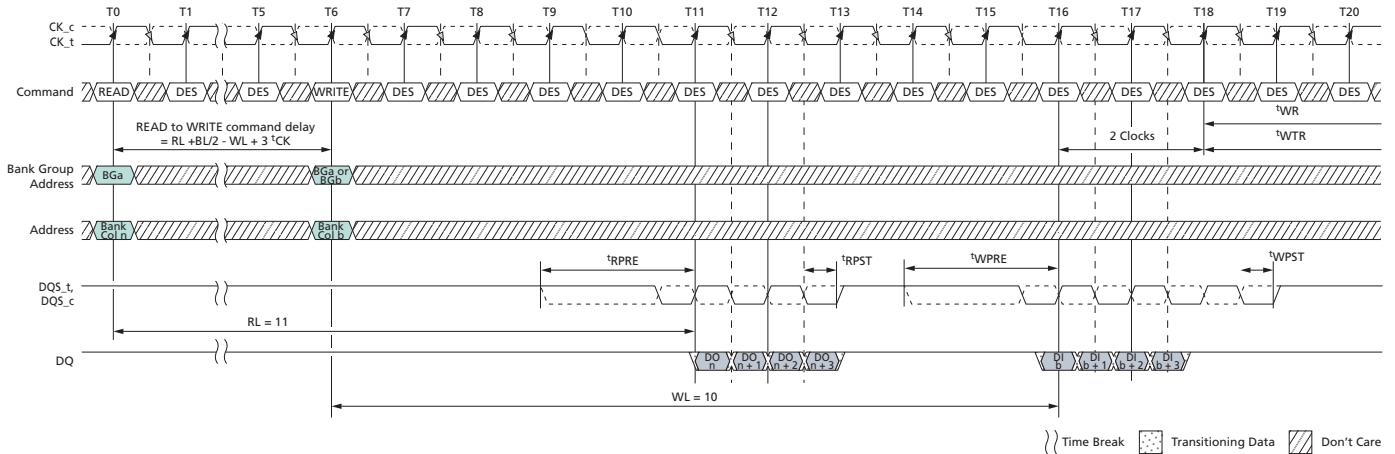 T0 T1 T5 T6 T7 T8 T9 T10 T11 T12 T13 T14 T15 T16 T17 T18 T19 T20
CK_c
CK_t
Command READ DES DES WRITE DES DES DES DES DES DES DES DES DES DES DES DES DES DES
tWR
READ to WRITE command delay
= RL +BL/2 - WL + 3 tCK
2 Clocks tWTR
Bank Group
Address
BGa
BGa or
BGb
Address
Bank
Col n
Bank
Col b
tRPRE tRPST tWPRE tWPST
DQS_t,
DQS_c
RL = 11
DQ
DO
n
DO
n + 1
DO
n + 2
DO
n + 3
DI
b
DI
b + 1
DI
b + 2
DI
b + 3
WL = 10
Time Break Transitioning Data Don't Care